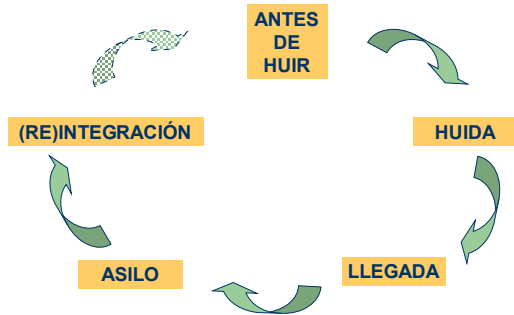 ANTES
DE
HUIR
(RE)INTEGRACIÓN
HUIDA
ASILO
LLEGADA